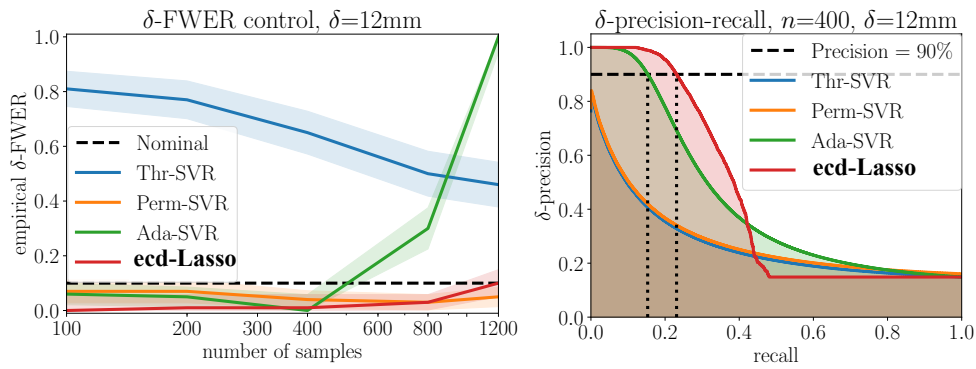 δ-FWER control, δ=12mm
empirical δ-FWER
1.0
0.8
0.6
0.4
0.2
0.0
Nominal
Thr-SVR
Perm-SVR
Ada-SVR
ecd-Lasso
100
200
300
400
600
800
1200
number of samples
δ-precision-recall, n=400, δ=12mm
δ-precision
1.0
0.8
0.6
0.4
0.2
0.0
Precision = 90%
Thr-SVR
Perm-SVR
Ada-SVR
ecd-Lasso
0.0
0.2
0.4
0.6
0.8
1.0
recall